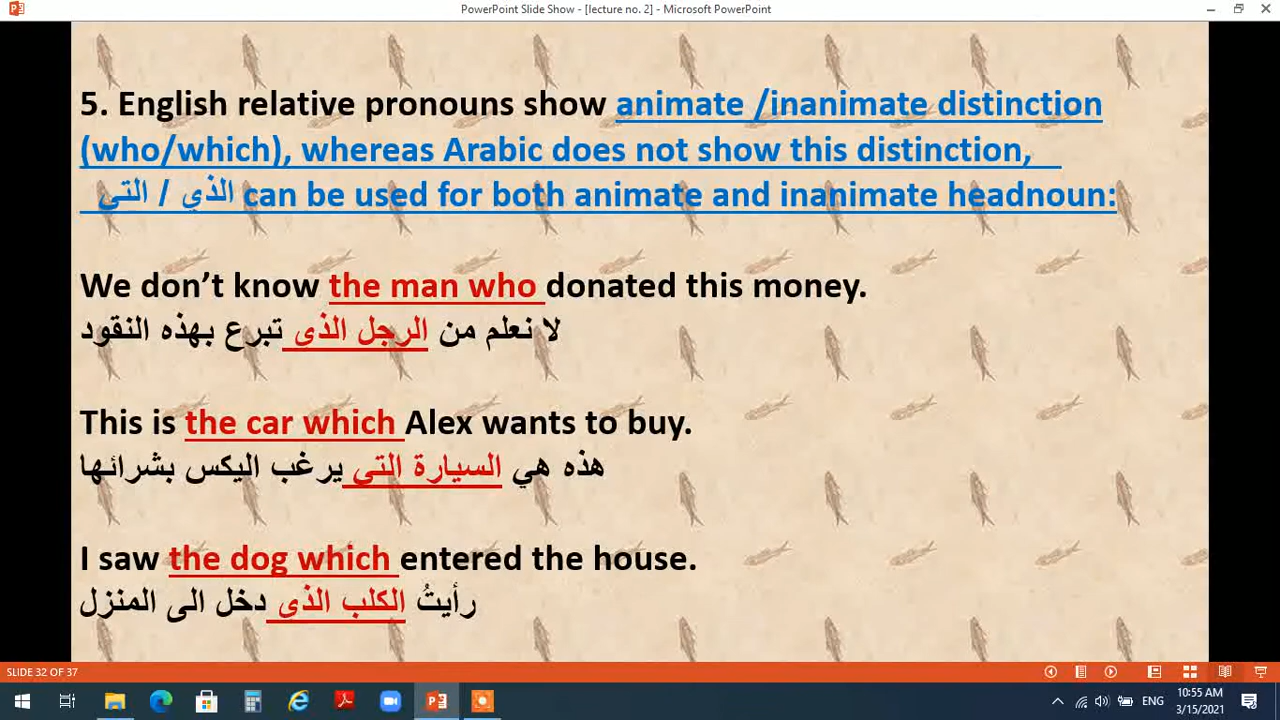 PowerPoint Slide Show - [lecture no. 2] - Microsoft PowerPoint
5. English relative pronouns show animate /inanimate distinction
(who/which), whereas Arabic does not show this distinction,
الذي / التي can be used for both animate and inanimate headnoun:
We don’t know the man who donated this money.
لا نعلم من الرجل الذى تبرع بهذه النقود
This is the car which Alex wants to buy.
هذه هي السيارة التي يرغب اليكس بشرائها
I saw the dog which entered the house.
رأيتُ الكلب الذى دخل الى المنزل
SLIDE 32 OF 37
10:55 AM
ENG
3/15/2021